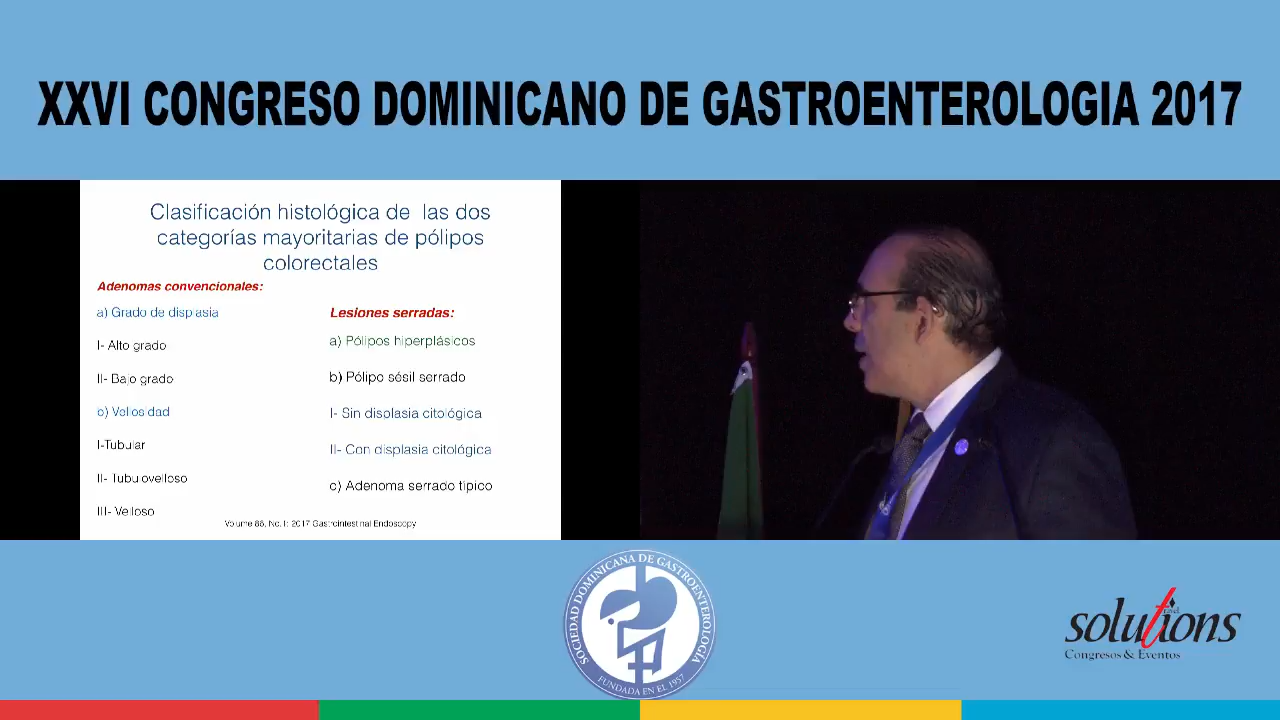 XXVI CONGRESO DOMINICANO DE GASTROENTEROLOGIA 2017
Clasificación histológica de las dos
categorías mayoritarias de pólipos
colorectales
Adenomas convencionales:
a) Grado de displasia
I- Alto grado
II- Bajo grado
b) Vellosidad
I-Tubular
II- Tubulovelloso
III- Velloso
Lesiones serradas:
a) Pólipos hiperplásicos
b) Pólipo sésil serrado
I- Sin displasia citológica
II- Con displasia citológica
c) Adenoma serrado típico
Volume 86, No. I: 2017 Gastrointestinal Endoscopy
SOCIEDAD DOMINICANA DE GASTROENTEROLOGÍA
FUNDADA EN EL 1957
solutions
travel
Congresos & Eventos